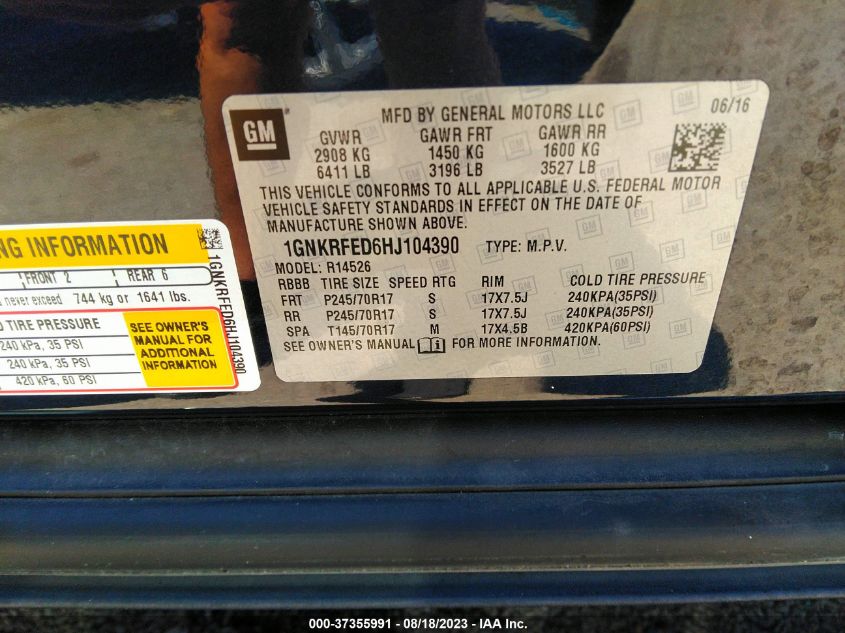 GM
MFD BY GENERAL MOTORS LLC 06/16
GVWR GAWR FRT GAWR RR
2908 KG 1450 KG 1600 KG
6411 LB 3196 LB 3527 LB
THIS VEHICLE CONFORMS TO ALL APPLICABLE U.S. FEDERAL MOTOR
VEHICLE SAFETY STANDARDS IN EFFECT ON THE DATE OF
MANUFACTURE SHOWN ABOVE.
1GNKRFED6HJ104390 TYPE: M.P.V.
MODEL: R14526
RBBB TIRE SIZE SPEED RTG RIM COLD TIRE PRESSURE
FRT P245/70R17 S 17X7.5J 240KPA(35PSI)
RR P245/70R17 S 17X7.5J 240KPA(35PSI)
SPA T145/70R17 M 17X4.5B 420KPA(60PSI)
SEE OWNER'S MANUAL FOR MORE INFORMATION.
NG INFORMATION
FRONT 2 REAR 6
never exceed 744 kg or 1641 lbs.
D TIRE PRESSURE
240 kPa, 35 PSI
240 kPa, 35 PSI
420 kPa, 60 PSI
SEE OWNER'S
MANUAL FOR
ADDITIONAL
INFORMATION
1GNKRFED6HJ104390
000-37355991 - 08/18/2023 - IAA Inc.